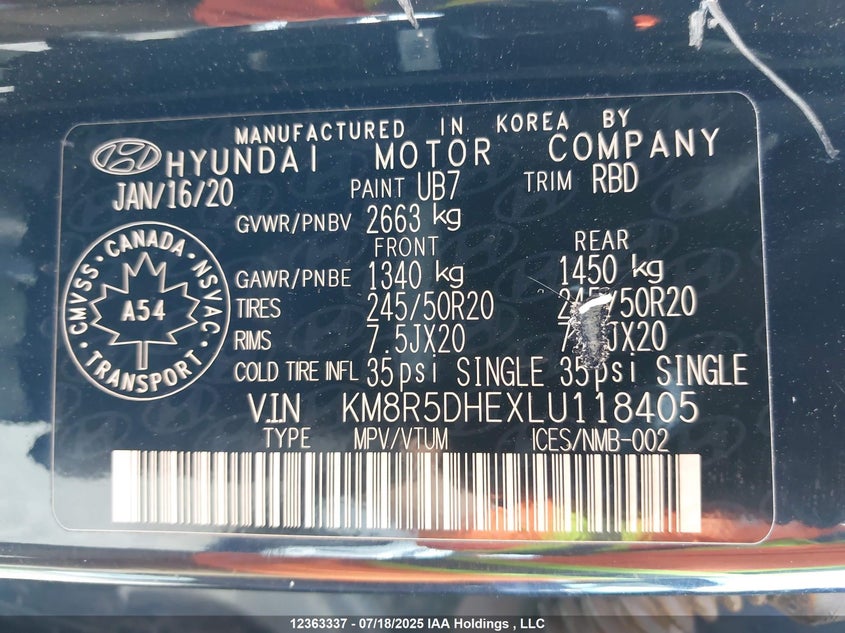 MANUFACTURED IN KOREA BY
HYUNDAI MOTOR COMPANY
JAN/16/20 PAINT UB7 TRIM RBD
GVWR/PNBV 2663 kg
FRONT REAR
GAWR/PNBE 1340 kg 1450 kg
TIRES 245/50R20 245/50R20
RIMS 7.5JX20 JX20
COLD TIRE INFL 35psi SINGLE 35psi SINGLE
VIN KM8R5DHEXLU118405
TYPE MPV/VTUM ICES/NMB-002
CMVSS · CANADA · NSVAC · TRANSPORT
A54
12363337 - 07/18/2025 IAA Holdings , LLC